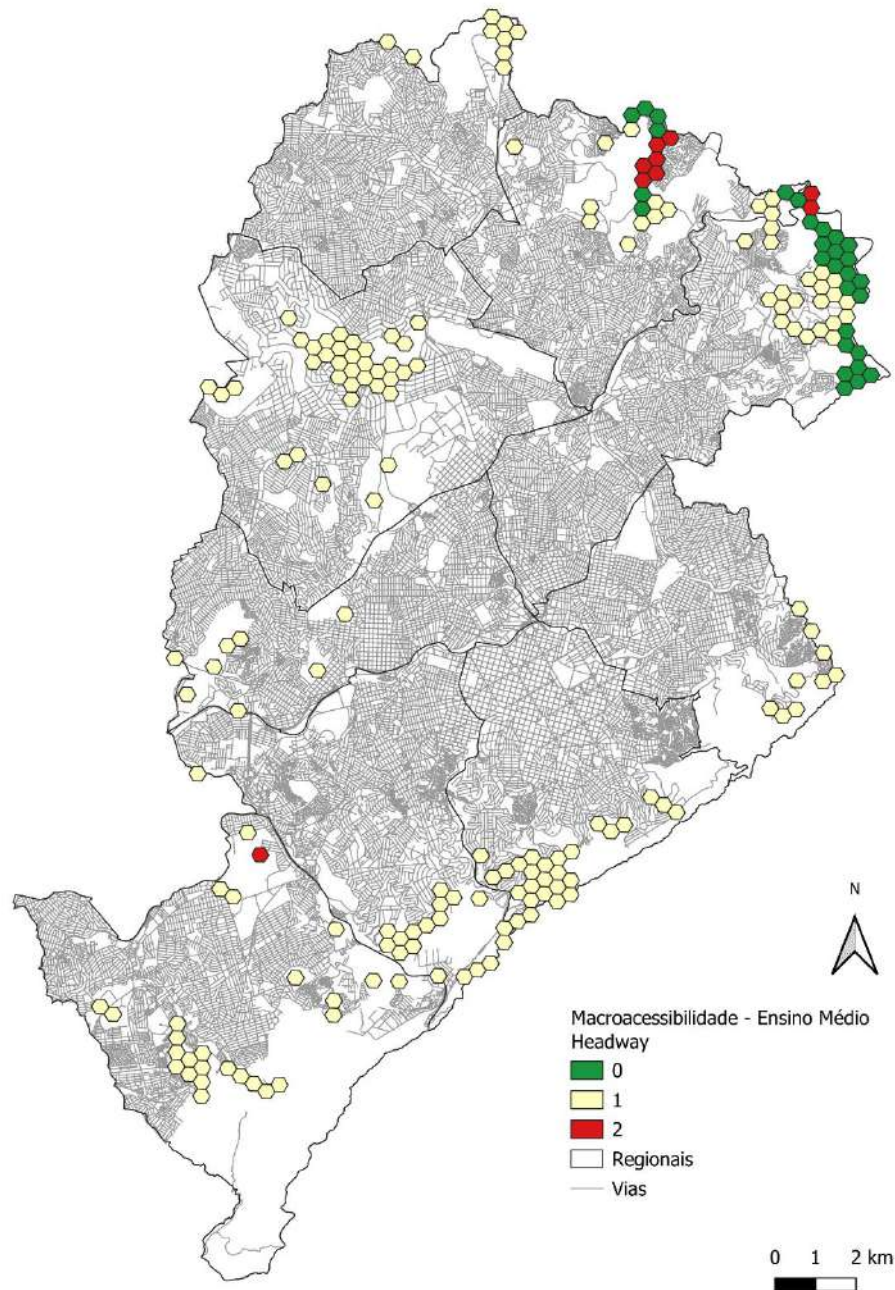 N
Macroacessibilidade - Ensino Médio
Headway
0
1
2
Regionais
Vias
0 1 2 km